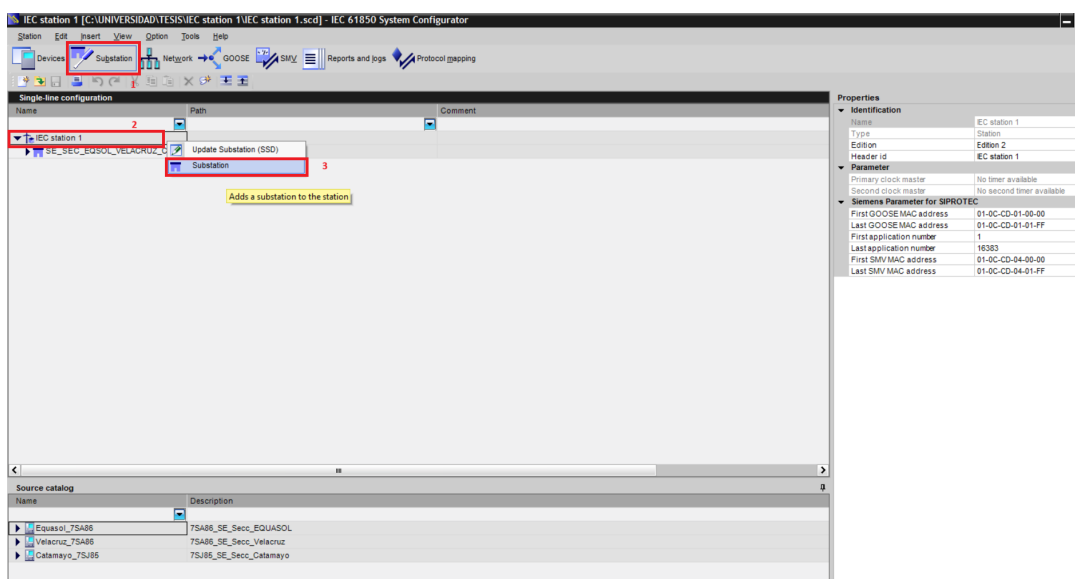 IEC station 1 [C:\UNIVERSIDAD\TESIS\IEC station 1\IEC station 1.scd] - IEC 61850 System Configurator
Station Edit Insert View Option Tools Help
Devices Substation Network GOOSE SMV Reports and logs Protocol mapping
1
Single-line configuration
Name Path Comment
2
IEC station 1
SE_SEC_EQSOL_VELACRUZ_C
Update Substation (SSD)
Substation
3
Adds a substation to the station
Source catalog
Name Description
Equasol_7SA86 7SA86_SE_Secc_EQUASOL
Velacruz_7SA86 7SA86_SE_Secc_Velacruz
Catamayo_7SJ85 7SJ85_SE_Secc_Catamayo
Properties
Identification
Name IEC station 1
Type Station
Edition Edition 2
Header id IEC station 1
Parameter
Primary clock master No timer available
Second clock master No second timer available
Siemens Parameter for SIPROTEC
First GOOSE MAC address 01-0C-CD-01-00-00
Last GOOSE MAC address 01-0C-CD-01-01-FF
First application number 1
Last application number 16383
First SMV MAC address 01-0C-CD-04-00-00
Last SMV MAC address 01-0C-CD-04-01-FF